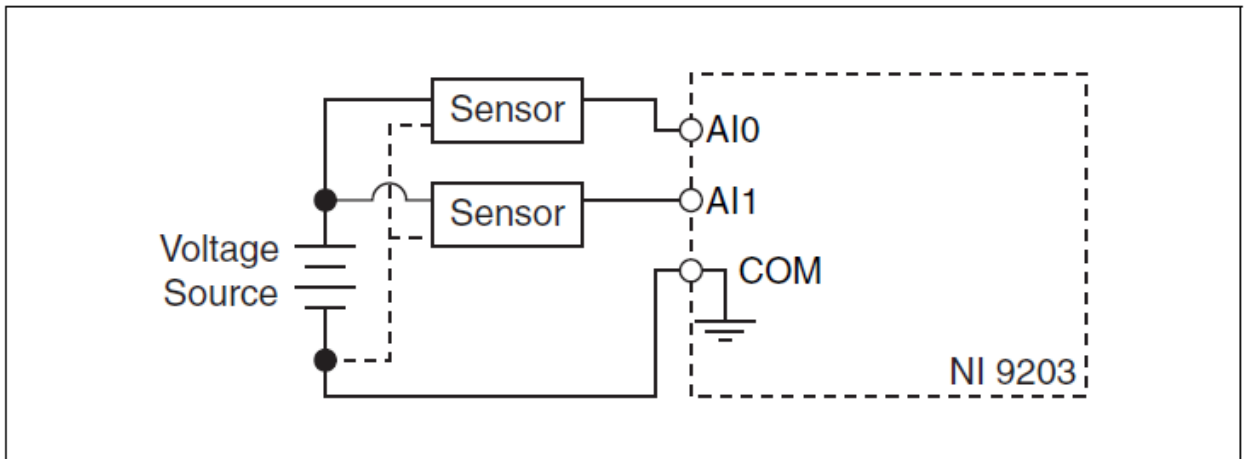 Sensor
AI0
Sensor
AI1
Voltage
Source
COM
NI 9203